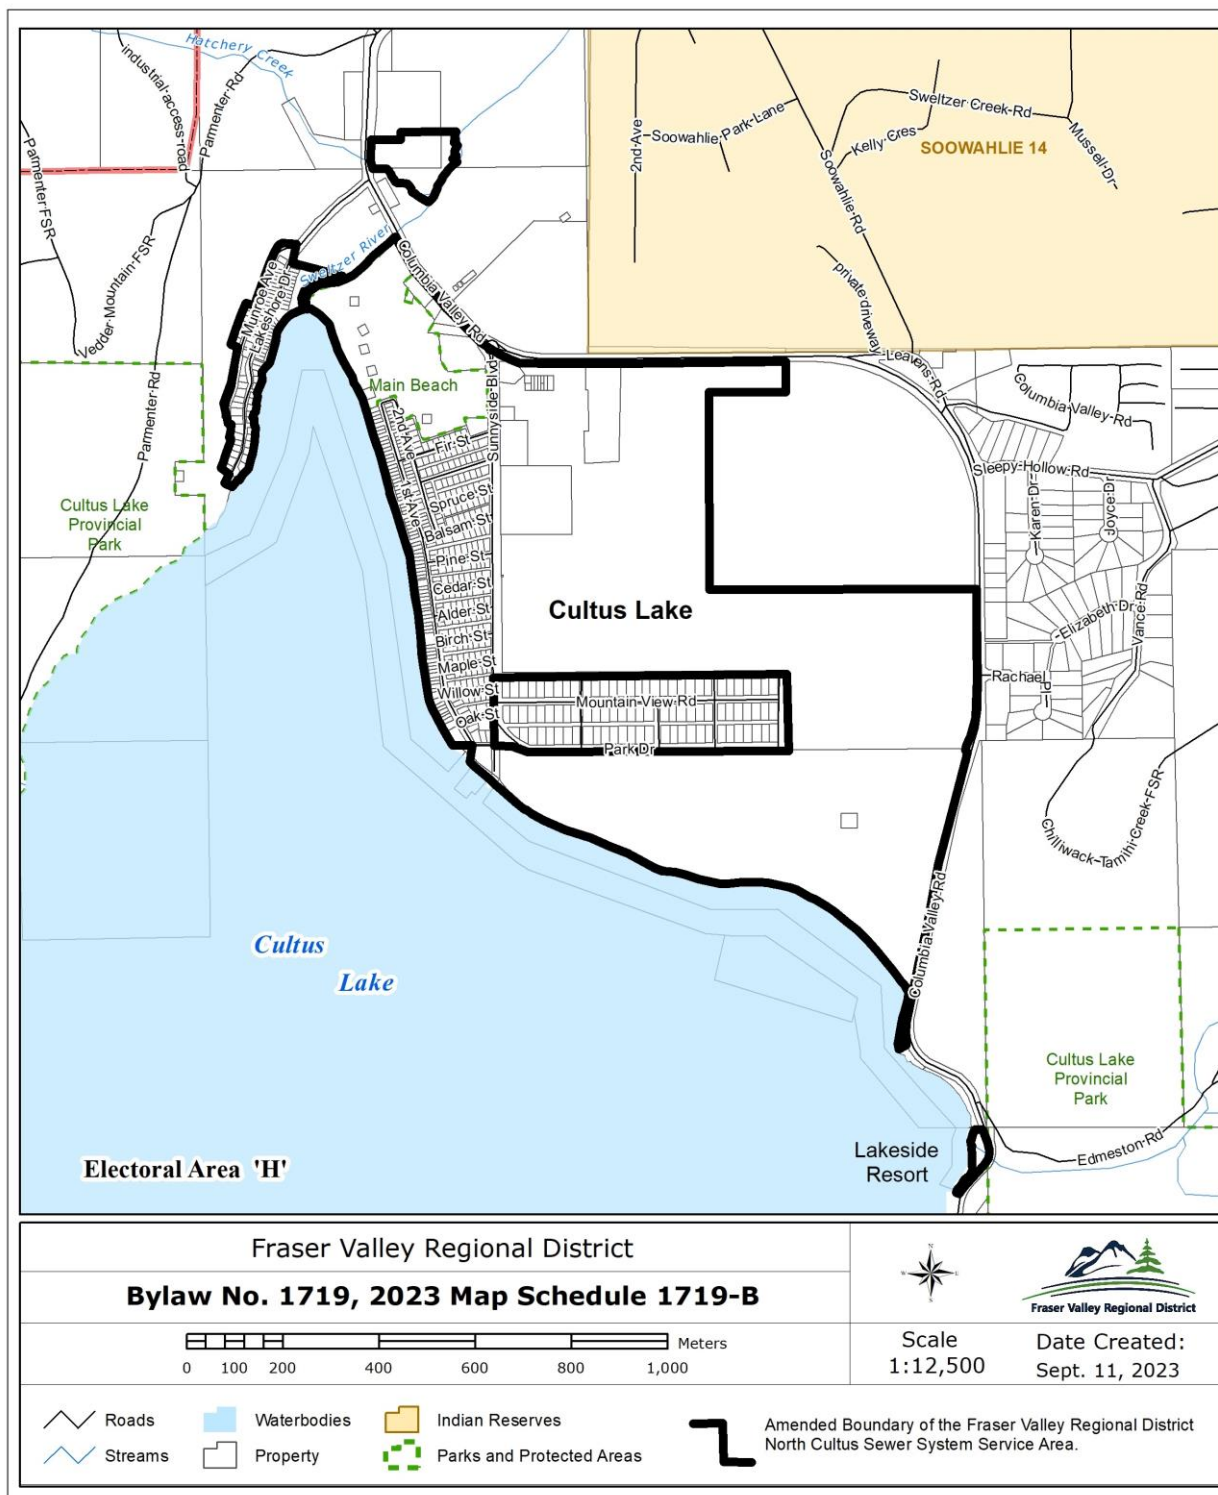 Hatchery Creek
industrial access road
Parmenter Rd
Parmenter FSR
Vedder Mountain FSR
Parmenter Rd
Munroe Ave
Lakeshore Dr
Sweltzer River
Columbia Valley Rd
2nd Ave
Soowahlie Park Lane
Soowahlie Rd
Kelly Cres
Sweltzer Creek Rd
Mussell Dr
SOOWAHLIE 14
private driveway
Leavens Rd
Columbia Valley Rd
Sleepy Hollow Rd
Karen Dr
Joyce Dr
Elizabeth Dr
Vance Rd
Rachael Pl
Chilliwack-Tamihi Creek FSR
Main Beach
Sunnyside Blvd
2nd Ave
1st Ave
Fir St
Spruce St
Balsam St
Pine St
Cedar St
Alder St
Birch St
Maple St
Willow St
Oak St
Mountain View Rd
Park Dr
Cultus Lake
Cultus Lake
Provincial
Park
Cultus
Lake
Columbia Valley Rd
Cultus Lake
Provincial
Park
Edmeston Rd
Lakeside
Resort
Electoral Area 'H'
Fraser Valley Regional District
Bylaw No. 1719, 2023 Map Schedule 1719-B
0 100 200 400 600 800 1,000
Meters
N
W E
S
Fraser Valley Regional District
Scale
1:12,500
Date Created:
Sept. 11, 2023
Roads
Streams
Waterbodies
Property
Indian Reserves
Parks and Protected Areas
Amended Boundary of the Fraser Valley Regional District
North Cultus Sewer System Service Area.